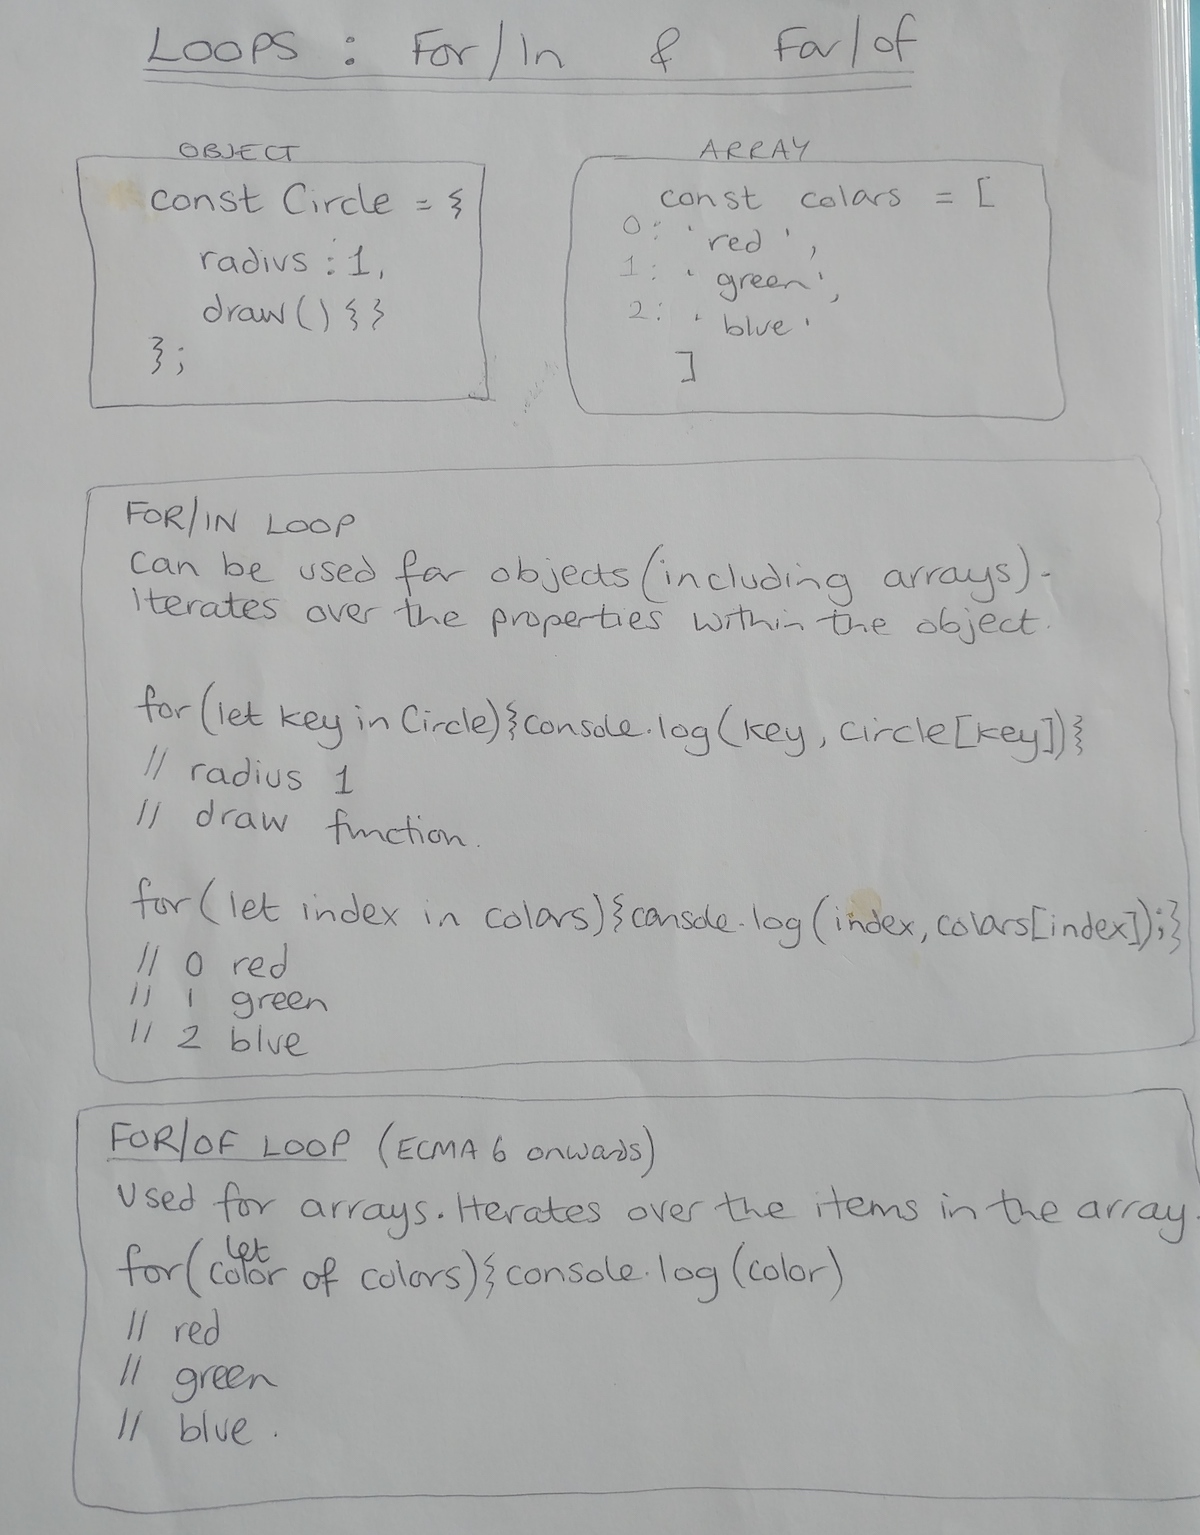 LOOPS : For/In & For/of
OBJECT
const Circle = {
radius : 1,
draw() {}
};
ARRAY
const colors = [
0: 'red',
1: 'green',
2: 'blue'
]
FOR/IN LOOP
can be used for objects (including arrays).
Iterates over the properties within the object.
for (let key in Circle){console.log(key, circle[key])}
// radius 1
// draw function.
for (let index in colors){console.log(index, colors[index]);}
// 0 red
// 1 green
// 2 blue
FOR/OF LOOP (ECMA 6 onwards)
Used for arrays. Iterates over the items in the array.
for(let color of colors){console.log(color)
// red
// green
// blue.